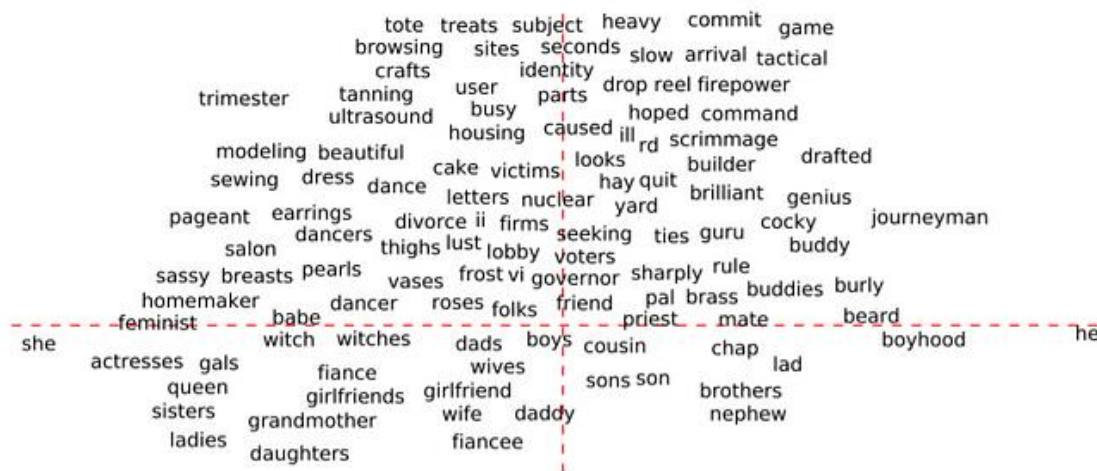 tote treats subject heavy commit game
browsing sites seconds slow arrival tactical
crafts identity drop reel firepower
trimester tanning user parts
ultrasound busy hoped command
housing caused ill rd scrimmage
modeling beautiful cake victims looks builder drafted
sewing dress dance hay quit brilliant genius
letters nuclear yard
pageant earrings divorce ii firms cocky journeyman
salon dancers thighs lust lobby seeking ties guru buddy
voters
sassy breasts pearls vases frost vi governor sharply rule buddies burly
homemaker dancer roses folks friend pal brass
feminist babe priest mate beard
she witch witches dads boys cousin chap boyhood he
actresses gals wives lad
queen fiance girlfriend sons son brothers
sisters girlfriends wife daddy nephew
grandmother
ladies daughters fiancee